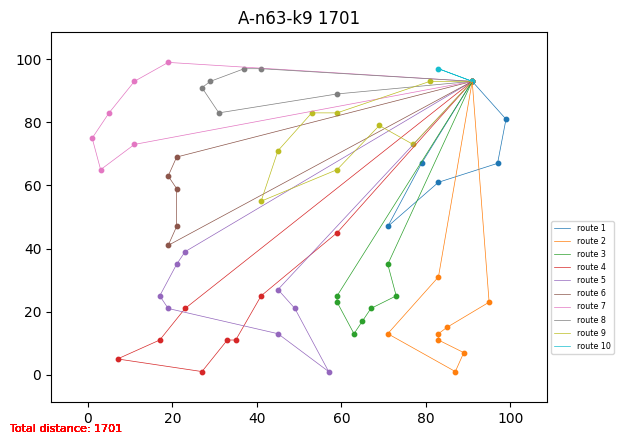 A-n63-k9 1701
100
80
60
40
20
0
0 20 40 60 80 100
route 1
route 2
route 3
route 4
route 5
route 6
route 7
route 8
route 9
route 10
Total distance: 1701